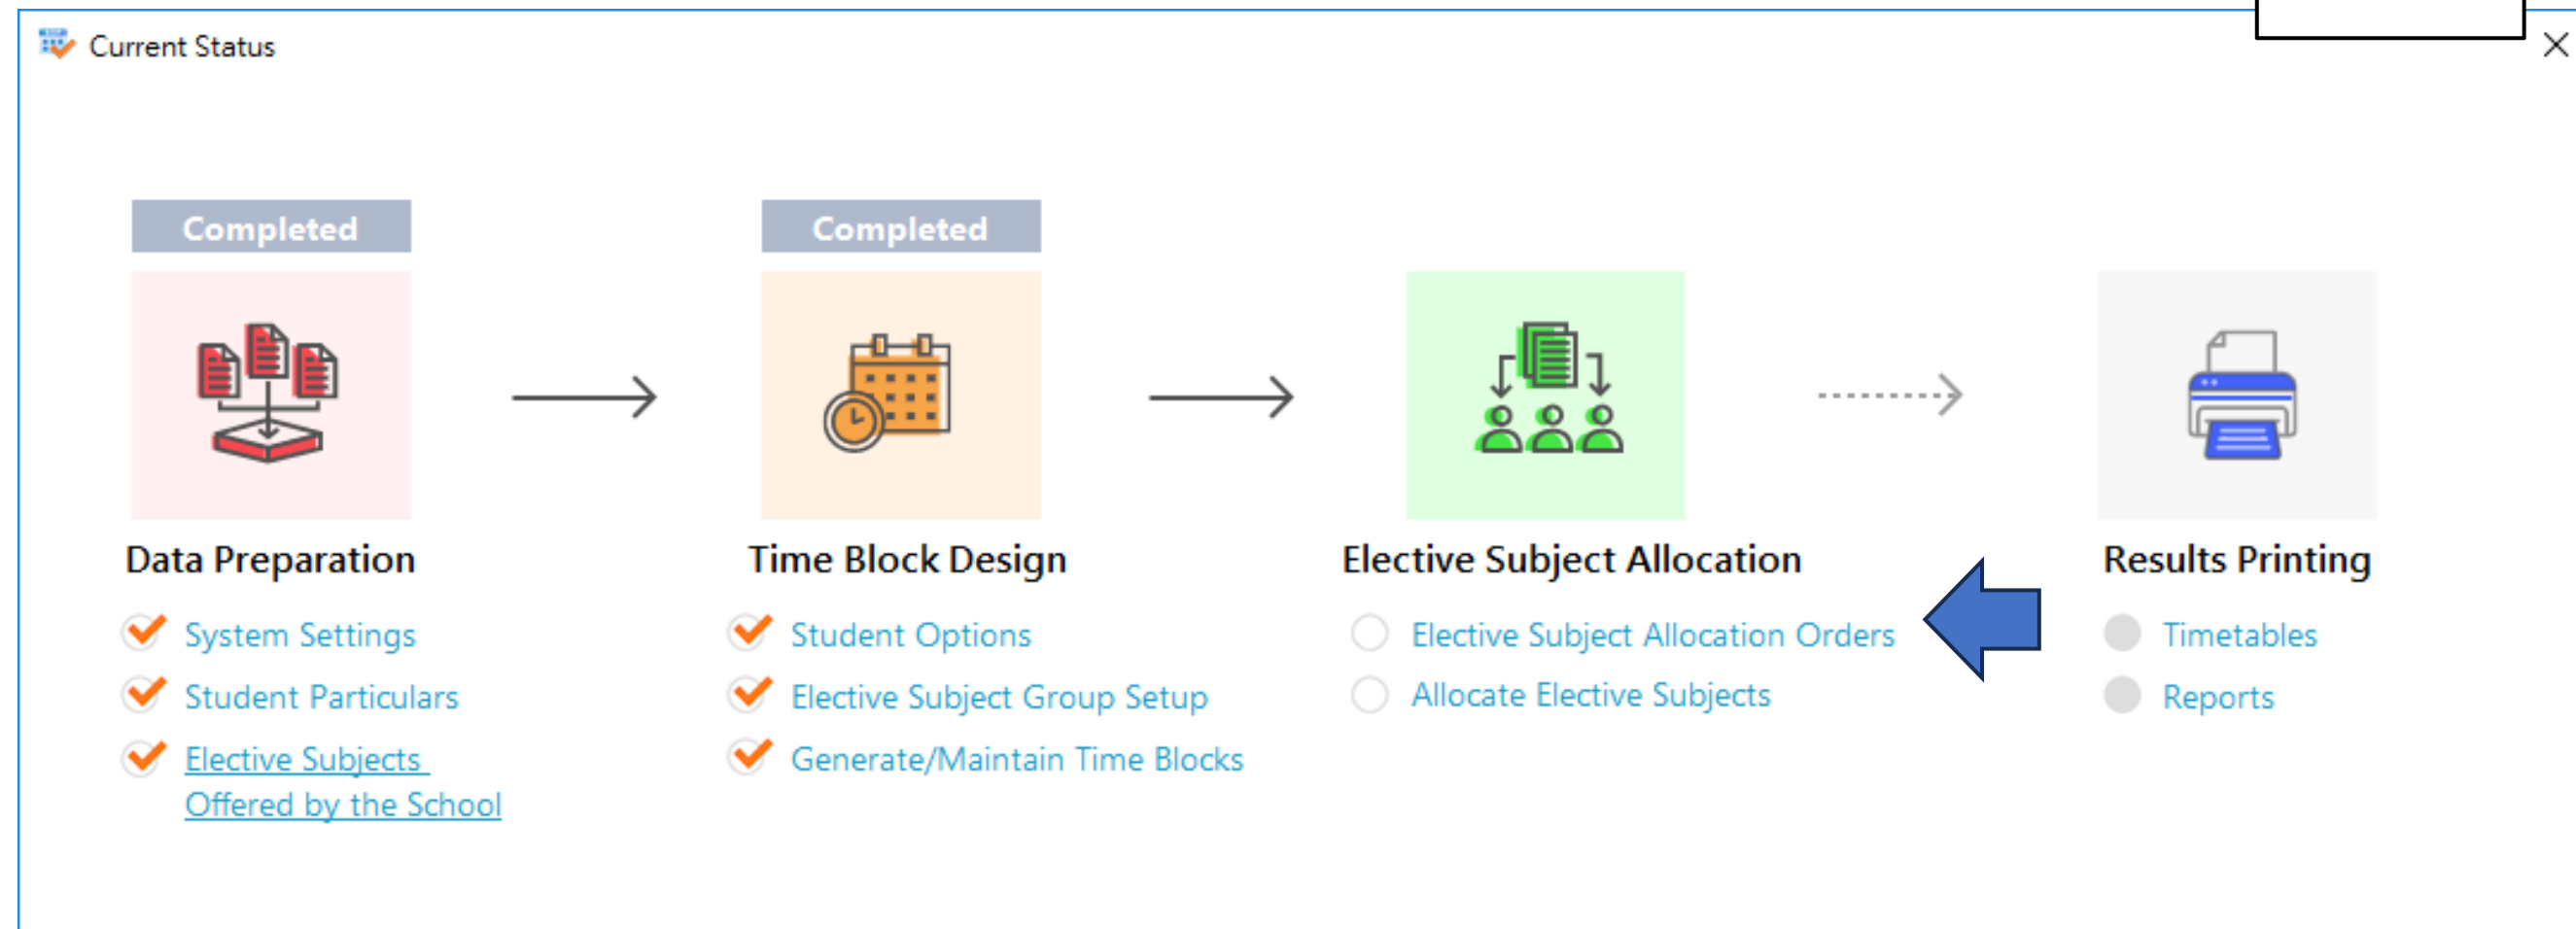 Current Status
Completed
Completed
Data Preparation
System Settings
Student Particulars
Elective Subjects
Offered by the School
Time Block Design
Student Options
Elective Subject Group Setup
Generate/Maintain Time Blocks
Elective Subject Allocation
Elective Subject Allocation Orders
Allocate Elective Subjects
Results Printing
Timetables
Reports